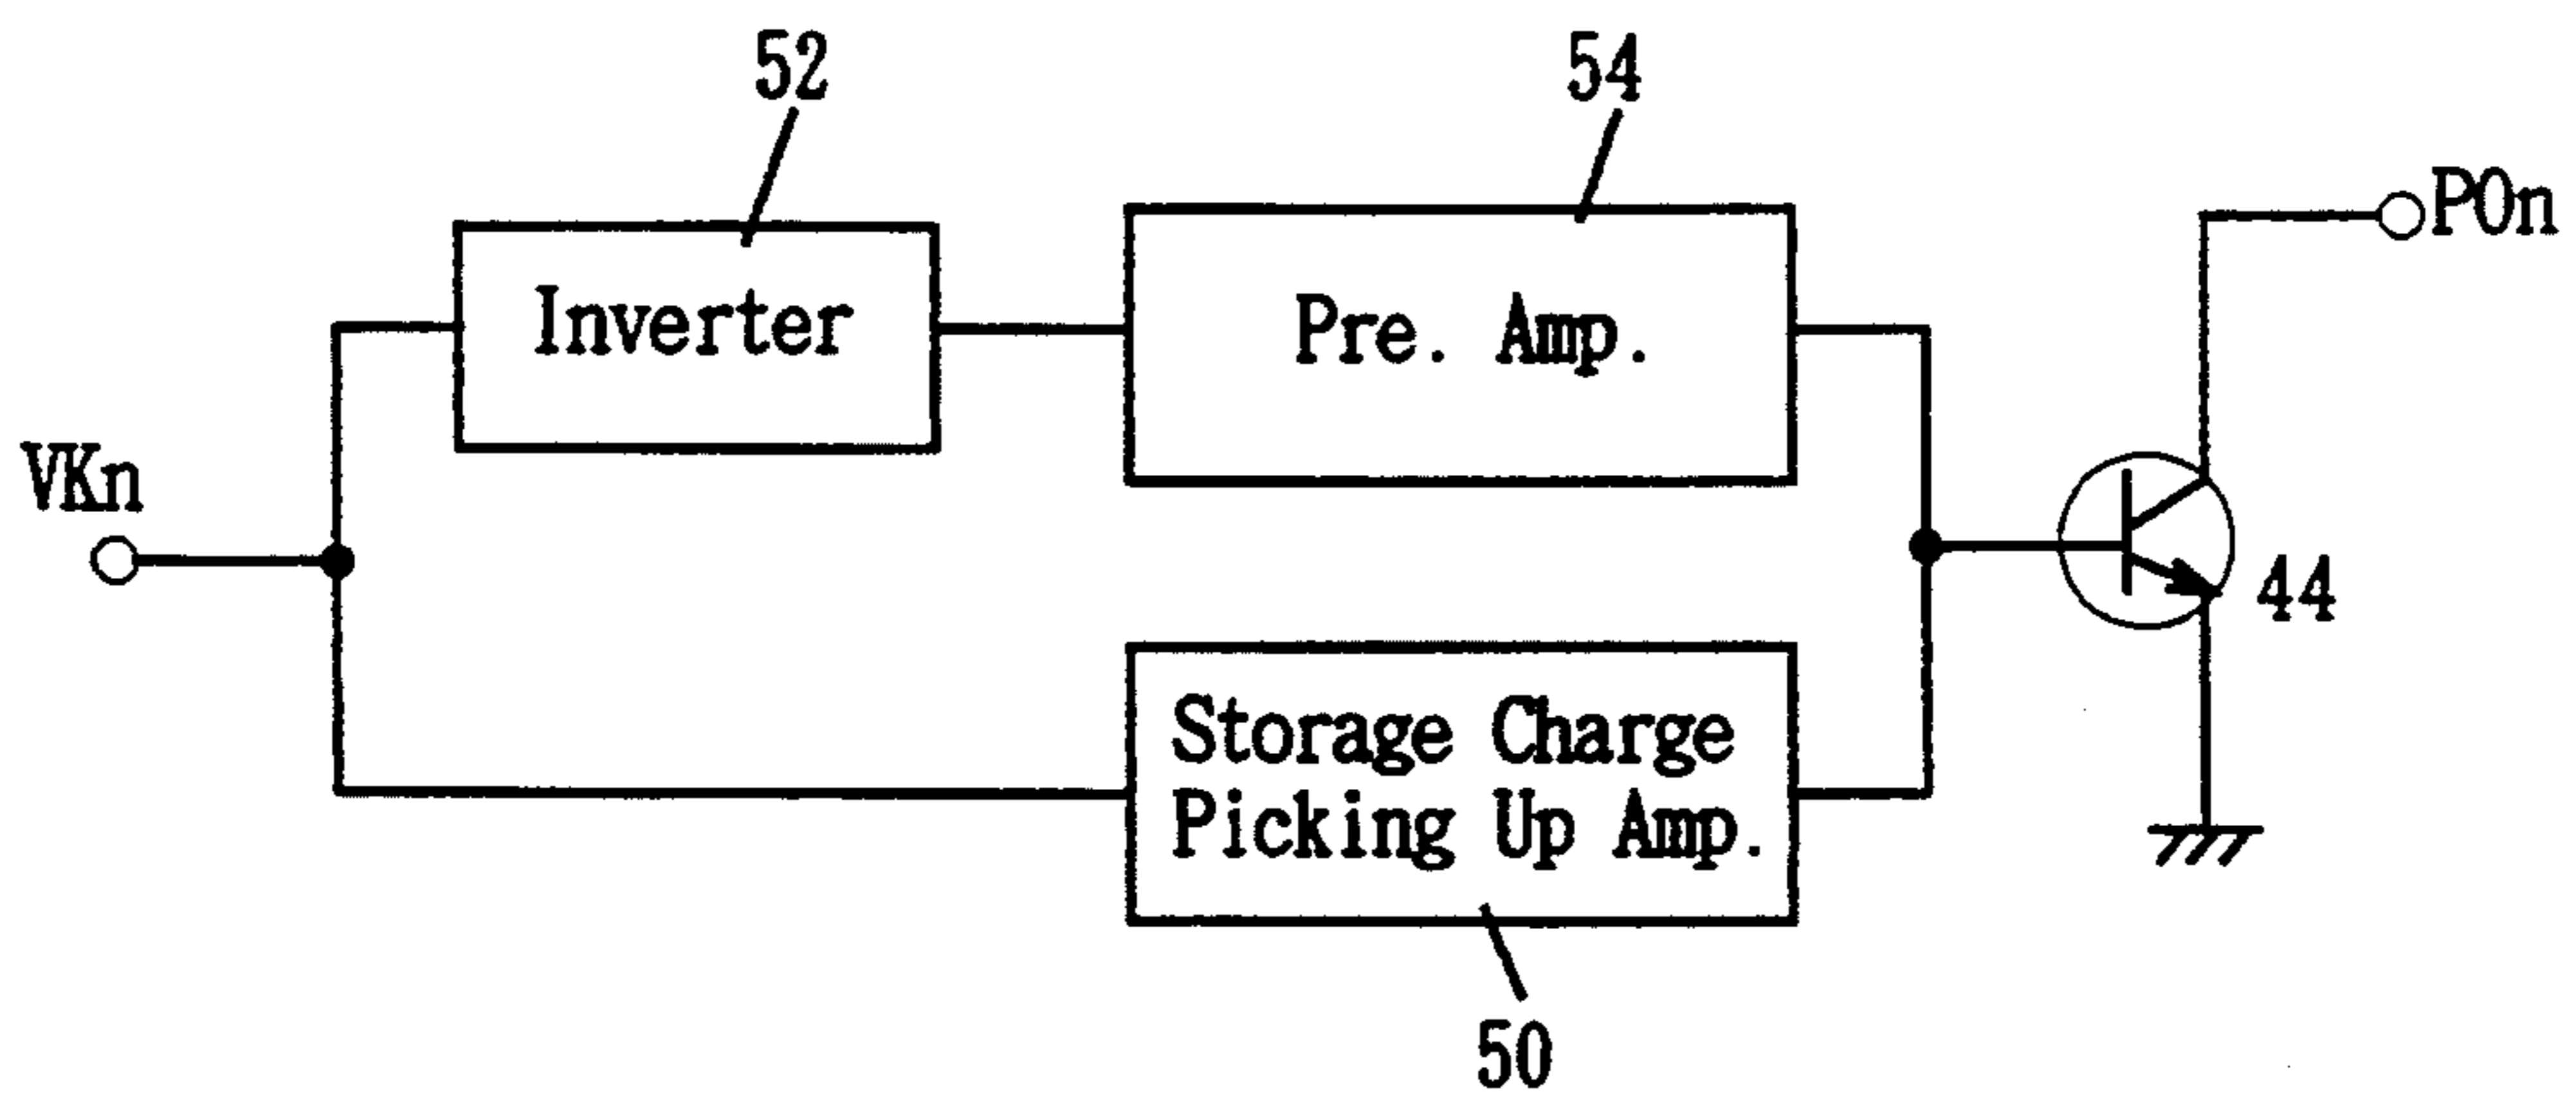 52
54
POn
Inverter
Pre. Amp.
VKn
44
Storage Charge
Picking Up Amp.
50